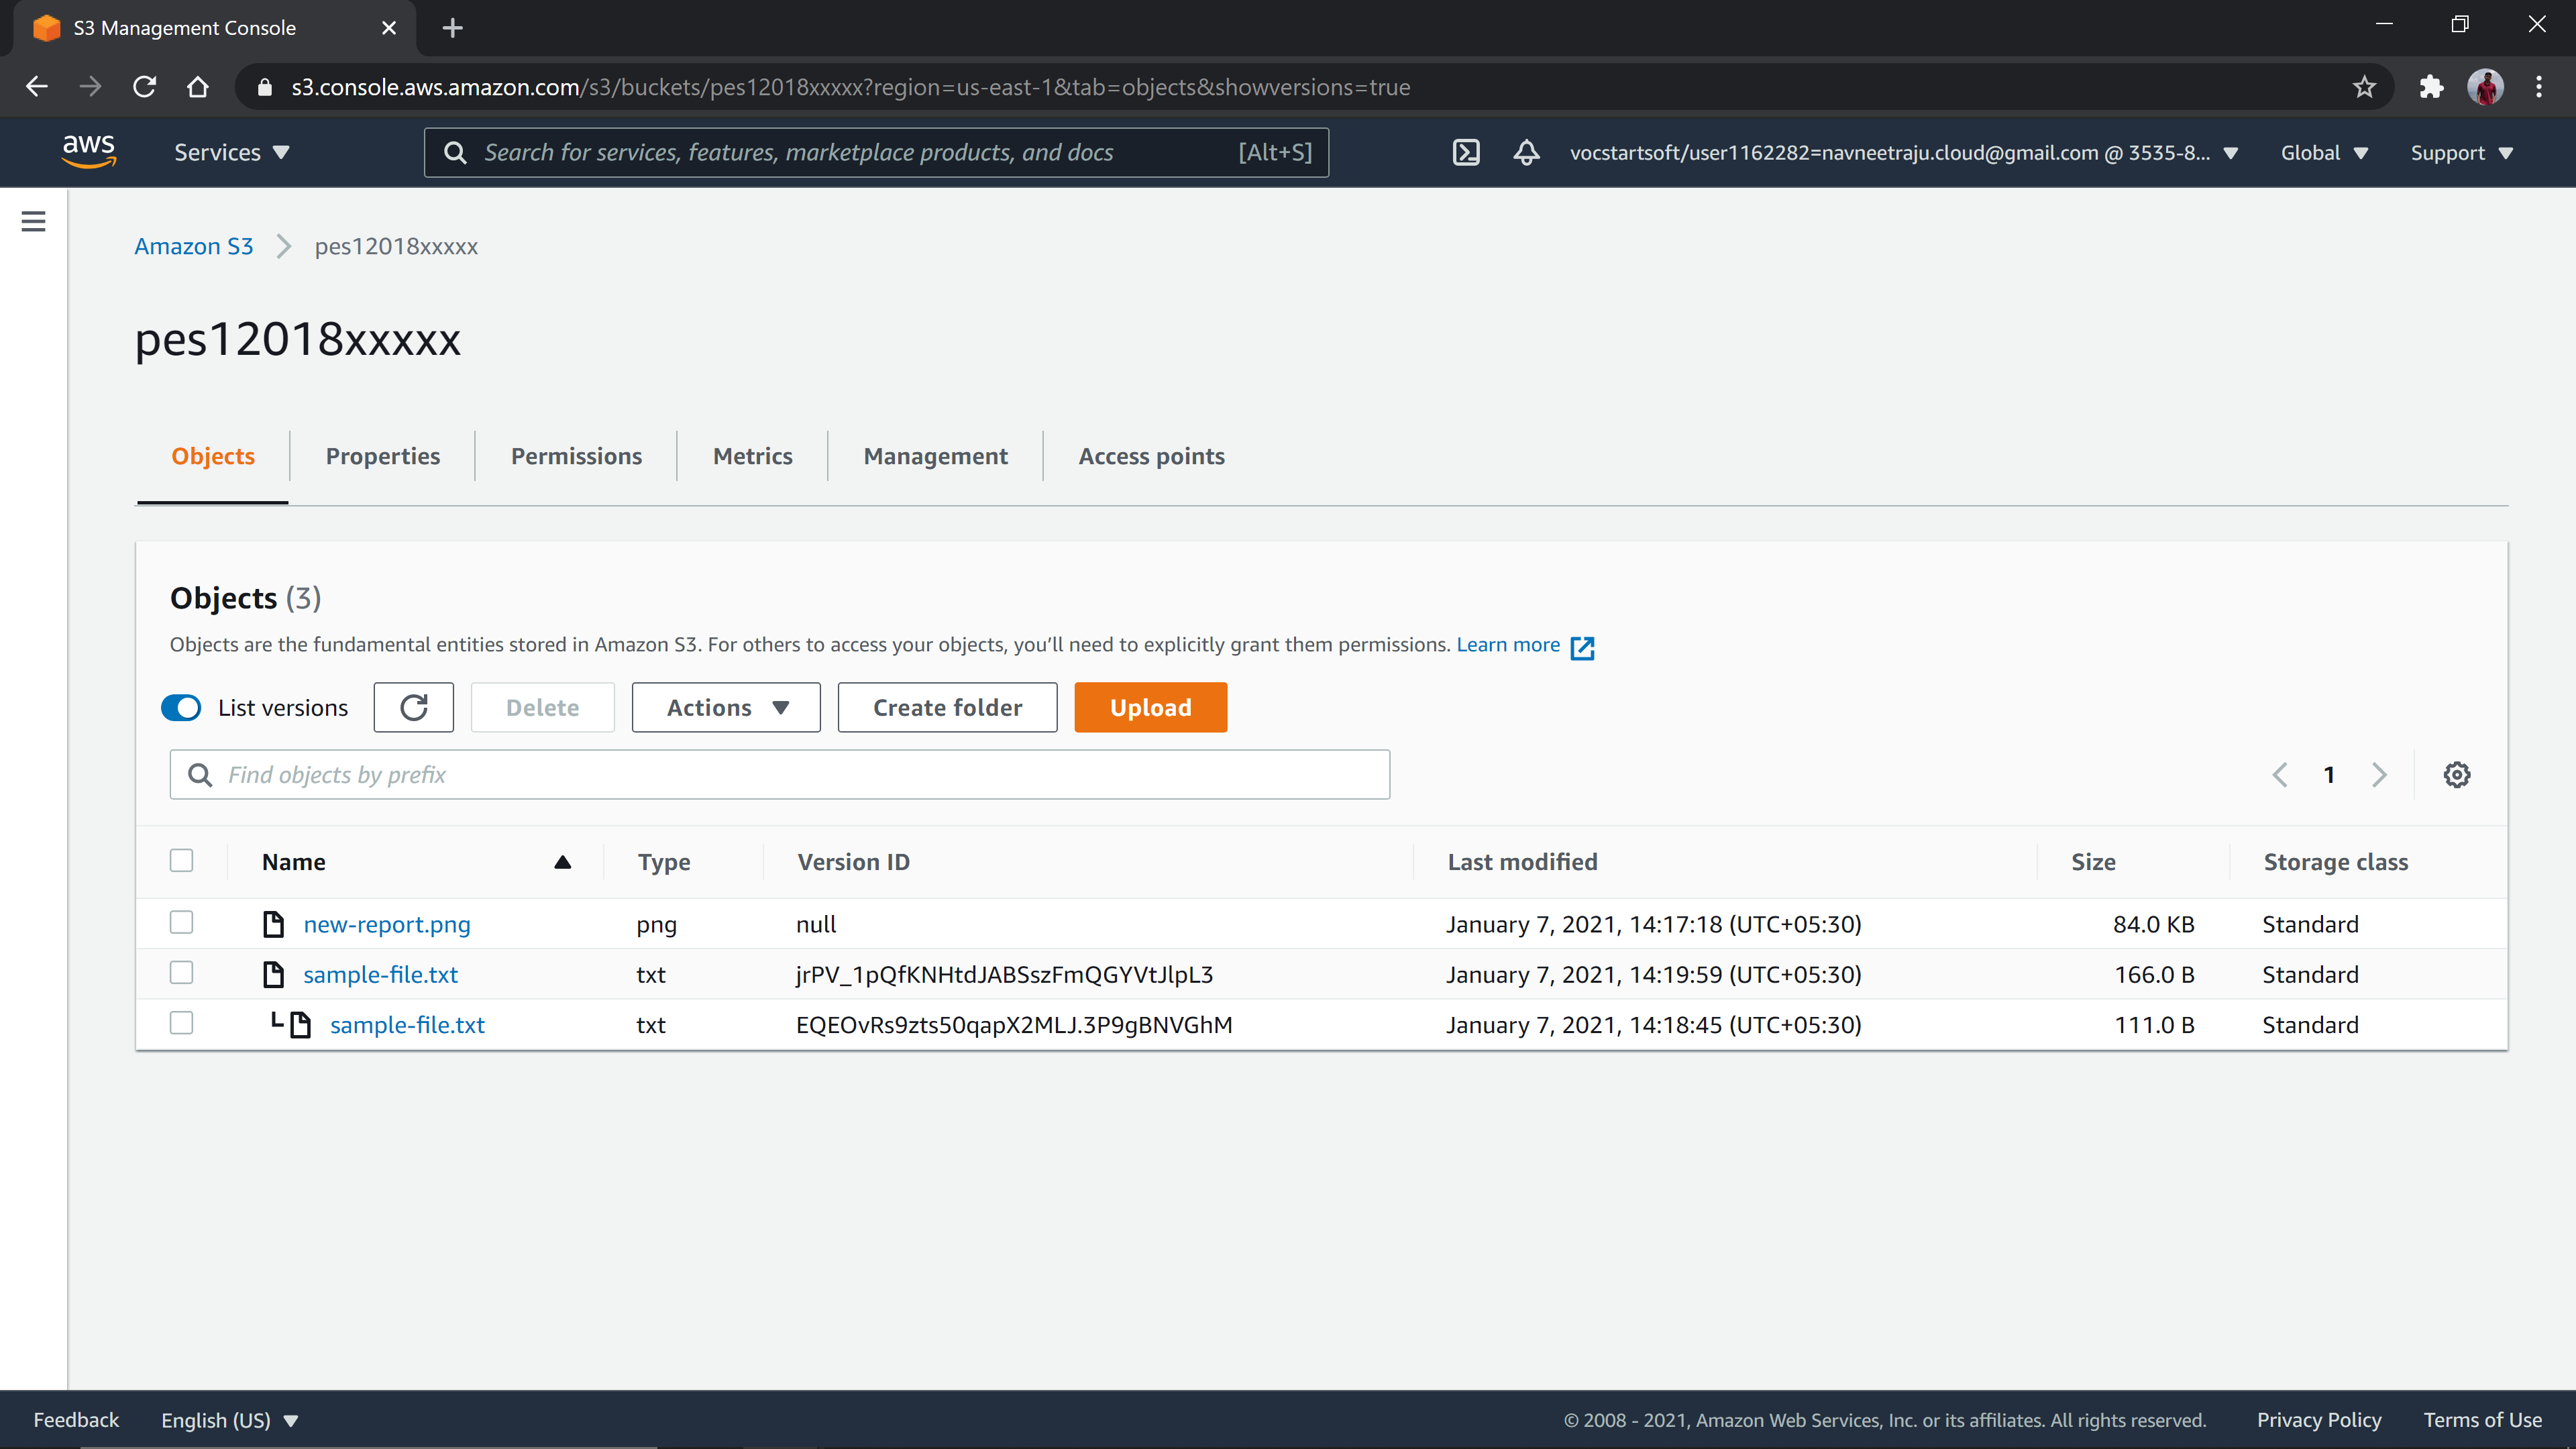 S3 Management Console
s3.console.aws.amazon.com/s3/buckets/pes12018xxxxx?region=us-east-1&tab=objects&showversions=true
aws Services Search for services, features, marketplace products, and docs [Alt+S] vocstartsoft/user1162282=navneetraju.cloud@gmail.com @ 3535-8... Global Support
Amazon S3 pes12018xxxxx
pes12018xxxxx
Objects Properties Permissions Metrics Management Access points
Objects (3)
Objects are the fundamental entities stored in Amazon S3. For others to access your objects, you’ll need to explicitly grant them permissions. Learn more
List versions Delete Actions Create folder Upload
Find objects by prefix 1
Name Type Version ID Last modified Size Storage class
new-report.png png null January 7, 2021, 14:17:18 (UTC+05:30) 84.0 KB Standard
sample-file.txt txt jrPV_1pQfKNHtdJABSszFmQGYVtJlpL3 January 7, 2021, 14:19:59 (UTC+05:30) 166.0 B Standard
sample-file.txt txt EQEOvRs9zts50qapX2MLJ.3P9gBNVGhM January 7, 2021, 14:18:45 (UTC+05:30) 111.0 B Standard
Feedback English (US) © 2008 - 2021, Amazon Web Services, Inc. or its affiliates. All rights reserved. Privacy Policy Terms of Use